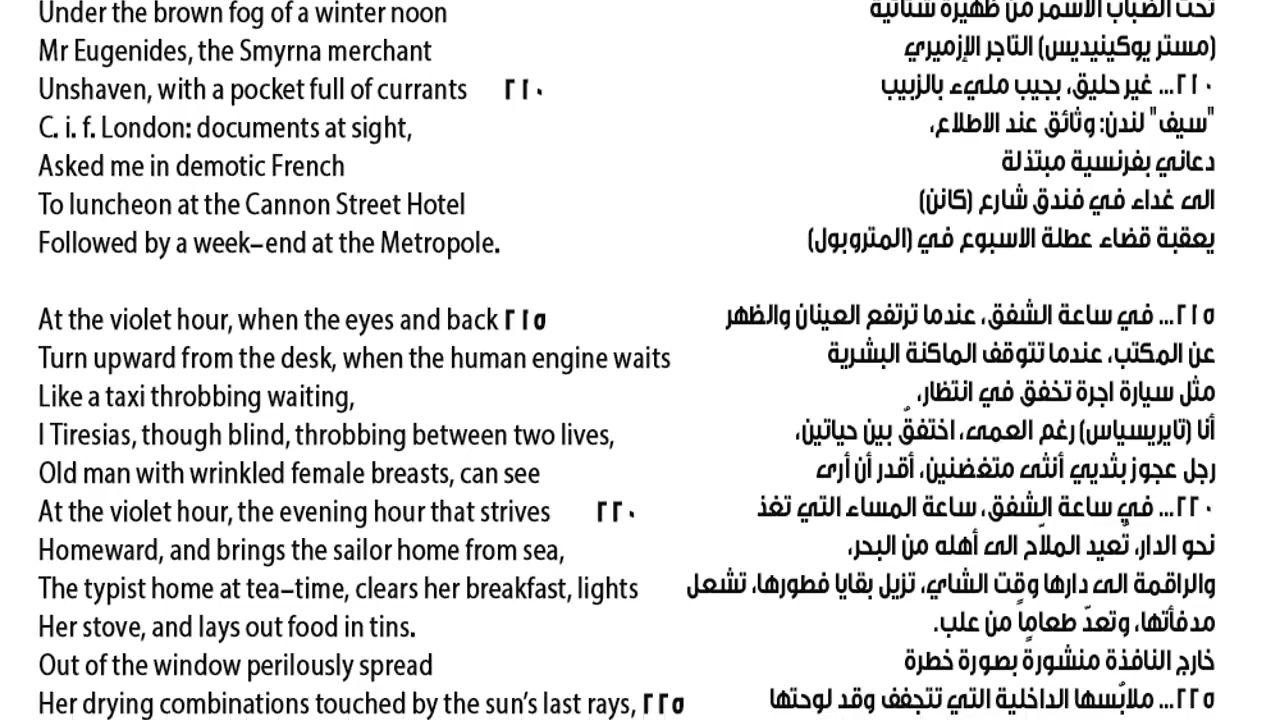 Under the brown fog of a winter noon
Mr Eugenides, the Smyrna merchant
Unshaven, with a pocket full of currants ٢١٠
C. i. f. London: documents at sight,
Asked me in demotic French
To luncheon at the Cannon Street Hotel
Followed by a week–end at the Metropole.
At the violet hour, when the eyes and back ٢١٥
Turn upward from the desk, when the human engine waits
Like a taxi throbbing waiting,
I Tiresias, though blind, throbbing between two lives,
Old man with wrinkled female breasts, can see
At the violet hour, the evening hour that strives ٢٢٠
Homeward, and brings the sailor home from sea,
The typist home at tea–time, clears her breakfast, lights
Her stove, and lays out food in tins.
Out of the window perilously spread
Her drying combinations touched by the sun's last rays, ٢٢٥
تحت الضباب الاسمر من ظهيرة شتائية
(مستر يوكينيديس) التاجر الإزميري
٢١٠... غير حليق، بجيب مليء بالزبيب
"سيف" لندن: وثائق عند الاطلاع،
دعاني بفرنسية مبتذلة
الى غداء في فندق شارع (كانن)
يعقبة قضاء عطلة الاسبوع في (المتروبول)
٢١٥... في ساعة الشفق، عندما ترتفع العينان والظهر
عن المكتب، عندما تتوقف الماكنة البشرية
مثل سيارة اجرة تخفق في انتظار،
أنا (تايريسياس) رغم العمى، اختفقٌ بين حياتين،
رجل عجوز بثديي أنثى متغضنين، أقدر أن أرى
٢٢٠... في ساعة الشفق، ساعة المساء التي تغذ
نحو الدار، تُعيد الملاّح الى أهله من البحر،
والراقمة الى دارها وقت الشاي، تزيل بقايا فطورها، تشعل
مدفأتها، وتعدّ طعاماً من علب.
خارج النافذة منشورةً بصورة خطرة
٢٢٥... ملابُسها الداخلية التي تتجفف وقد لوحتها